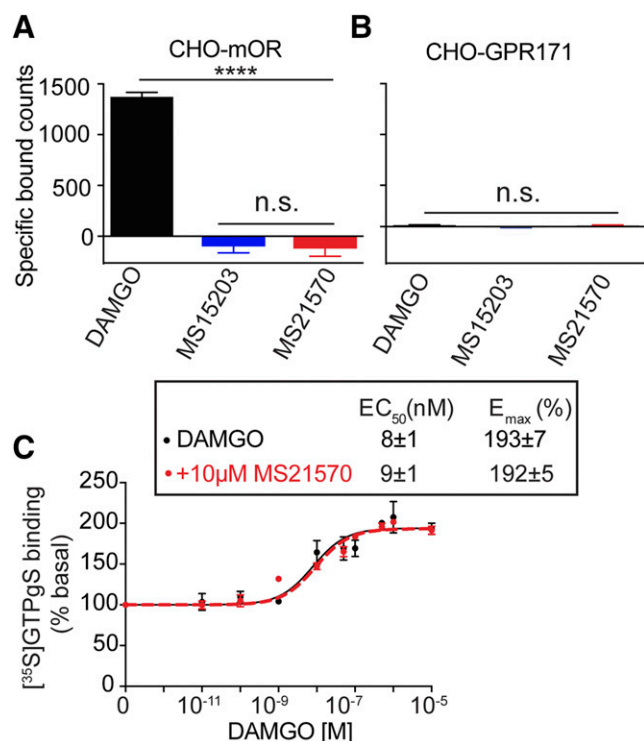 A
CHO-mOR
****
Specific bound counts
1500
1000
500
0
n.s.
DAMGO
MS15203
MS21570
B
CHO-GPR171
n.s.
DAMGO
MS15203
MS21570
EC50(nM) Emax (%)
DAMGO 8±1 193±7
+10μM MS21570 9±1 192±5
C
[35S]GTPgS binding
(% basal)
250
200
150
100
50
0
0 10-11 10-9 10-7 10-5
DAMGO [M]